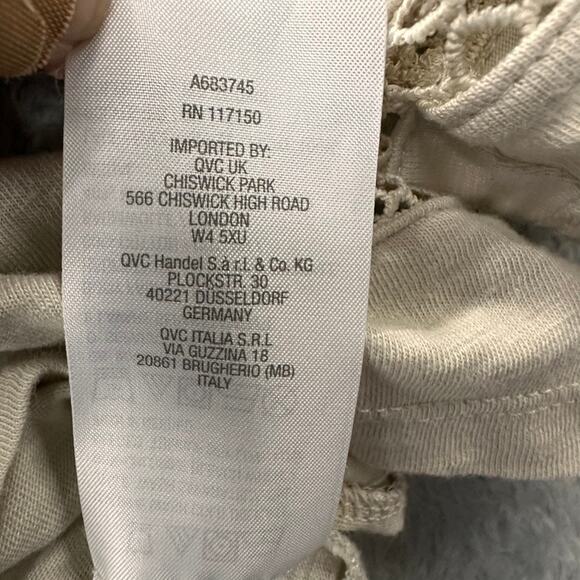 A683745
RN 117150
IMPORTED BY:
QVC UK
CHISWICK PARK
566 CHISWICK HIGH ROAD
LONDON
W4 5XU
QVC Handel S.à r.l. & Co. KG
PLOCKSTR. 30
40221 DÜSSELDORF
GERMANY
QVC ITALIA S.R.L
VIA GUZZINA 18
20861 BRUGHERIO (MB)
ITALY